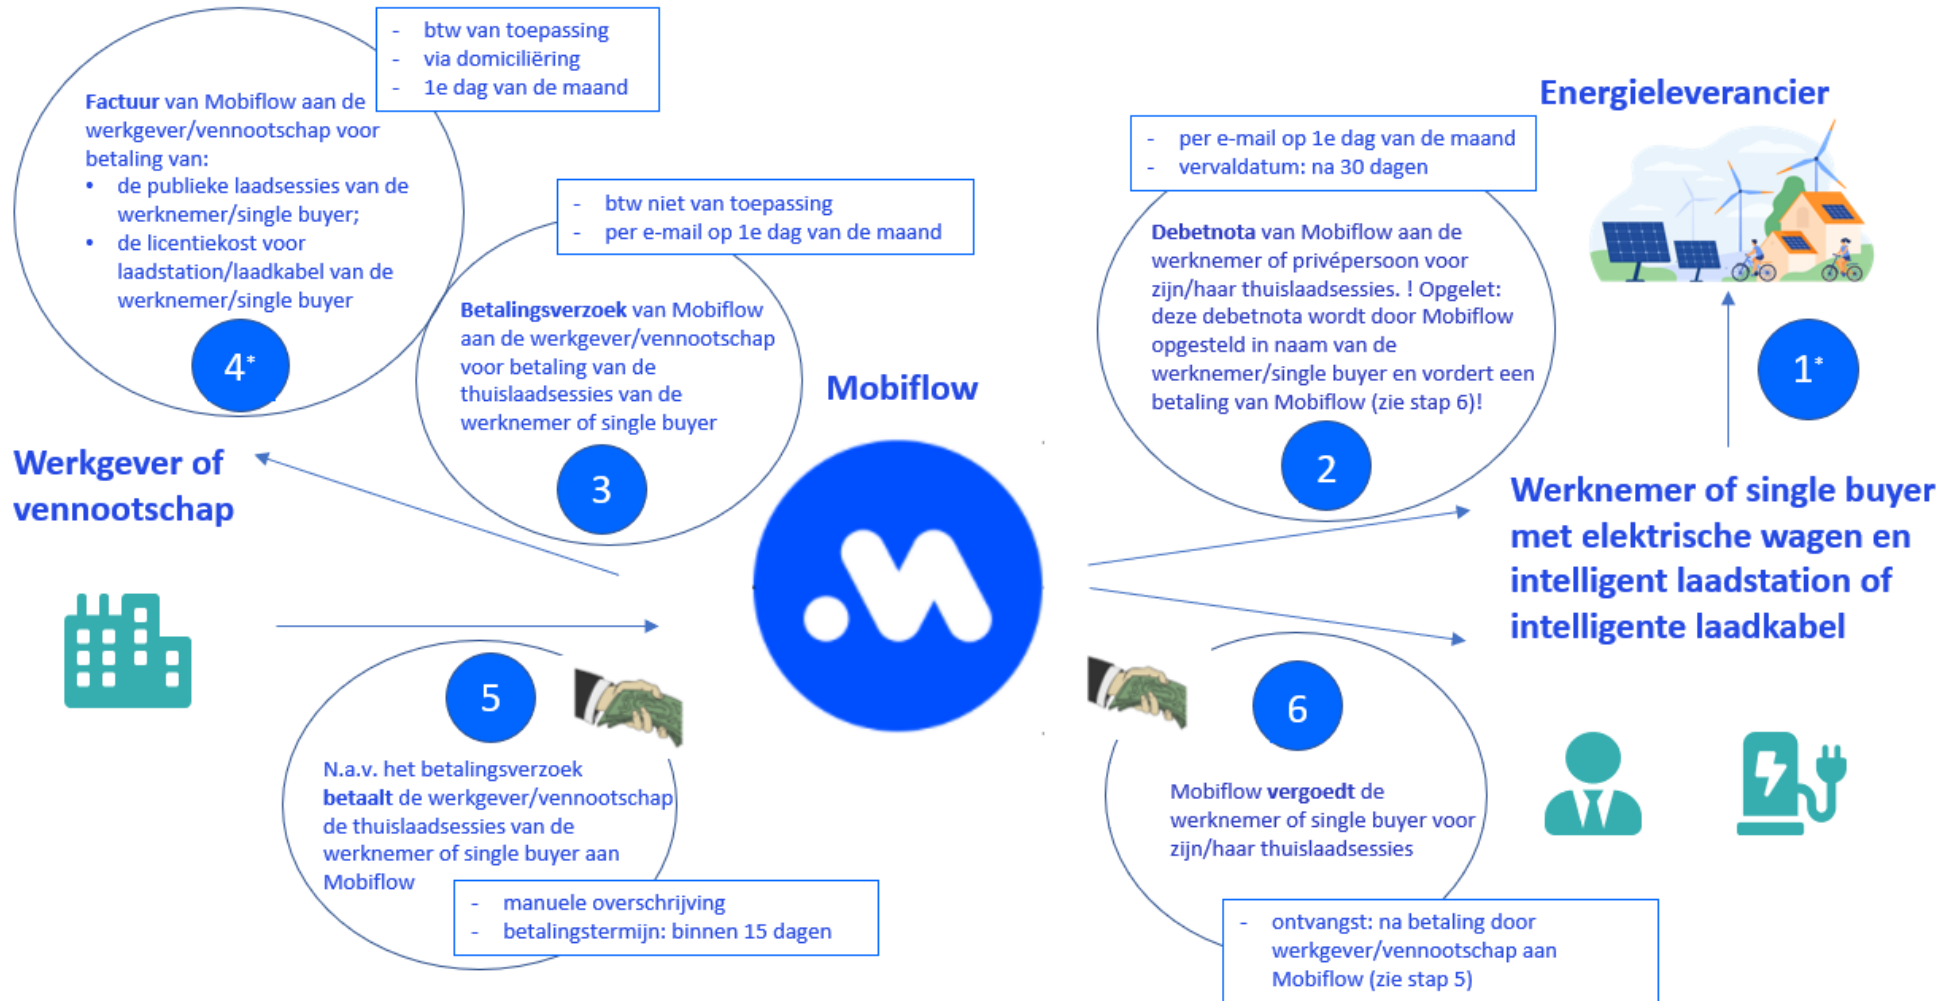 - btw van toepassing
- via domiciliëring
- 1e dag van de maand
Factuur van Mobiflow aan de
werkgever/vennootschap voor
betaling van:
• de publieke laadsessies van de
werknemer/single buyer;
• de licentiekost voor
laadstation/laadkabel van de
werknemer/single buyer
4*
- btw niet van toepassing
- per e-mail op 1e dag van de maand
Betalingsverzoek van Mobiflow
aan de werkgever/vennootschap
voor betaling van de
thuislaadsessies van de
werknemer of single buyer
3
Werkgever of
vennootschap
Mobiflow
- per e-mail op 1e dag van de maand
- vervaldatum: na 30 dagen
Debetnota van Mobiflow aan de
werknemer of privépersoon voor
zijn/haar thuislaadsessies. ! Opgelet:
deze debetnota wordt door Mobiflow
opgesteld in naam van de
werknemer/single buyer en vordert een
betaling van Mobiflow (zie stap 6)!
2
Energieleverancier
1*
Werknemer of single buyer
met elektrische wagen en
intelligent laadstation of
intelligente laadkabel
5
N.a.v. het betalingsverzoek
betaalt de werkgever/vennootschap
de thuislaadsessies van de
werknemer of single buyer aan
Mobiflow
- manuele overschrijving
- betalingstermijn: binnen 15 dagen
6
Mobiflow vergoedt de
werknemer of single buyer voor
zijn/haar thuislaadsessies
- ontvangst: na betaling door
werkgever/vennootschap aan
Mobiflow (zie stap 5)